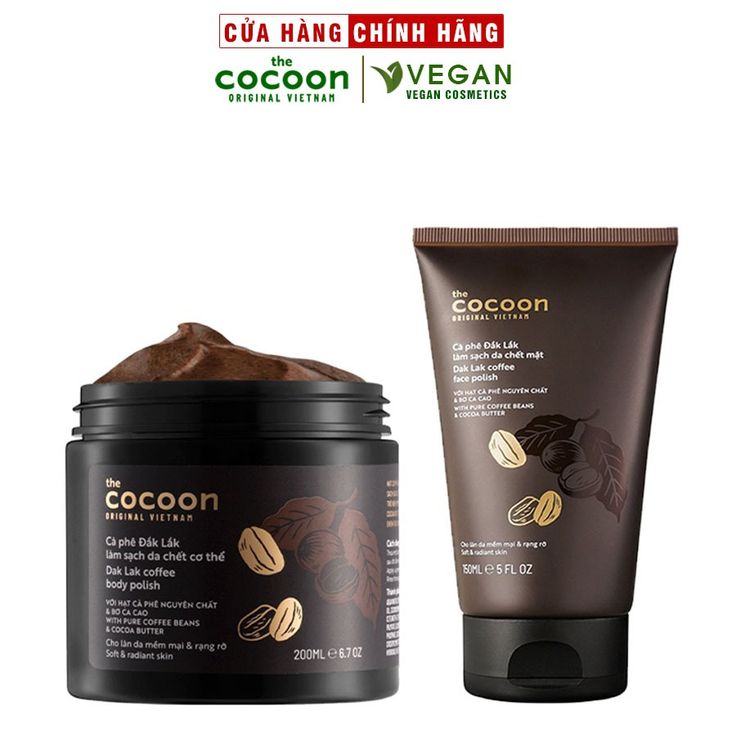 CỬA HÀNG CHÍNH HÃNG
the
cocoon
ORIGINAL VIETNAM
VEGAN
VEGAN COSMETICS
the
cocoon
ORIGINAL VIETNAM
Cà phê Đắk Lắk
làm sạch da chết cơ thể
Dak Lak coffee
body polish
VỚI HẠT CÀ PHÊ NGUYÊN CHẤT
& BƠ CA CAO
WITH PURE COFFEE BEANS
& COCOA BUTTER
Cho làn da mềm mại & rạng rỡ
Soft & radiant skin
200ML ℮ 6.7 OZ
the
cocoon
ORIGINAL VIETNAM
Cà phê Đắk Lắk
làm sạch da chết mặt
Dak Lak coffee
face polish
VỚI HẠT CÀ PHÊ NGUYÊN CHẤT
& BƠ CA CAO
WITH PURE COFFEE BEANS
& COCOA BUTTER
Cho làn da mềm mại & rạng rỡ
Soft & radiant skin
150ML ℮ 5 FL OZ